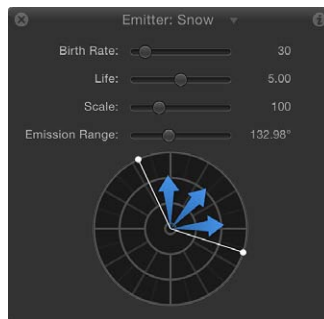 Emitter: Snow
Birth Rate: 30
Life: 5.00
Scale: 100
Emission Range: 132.98°